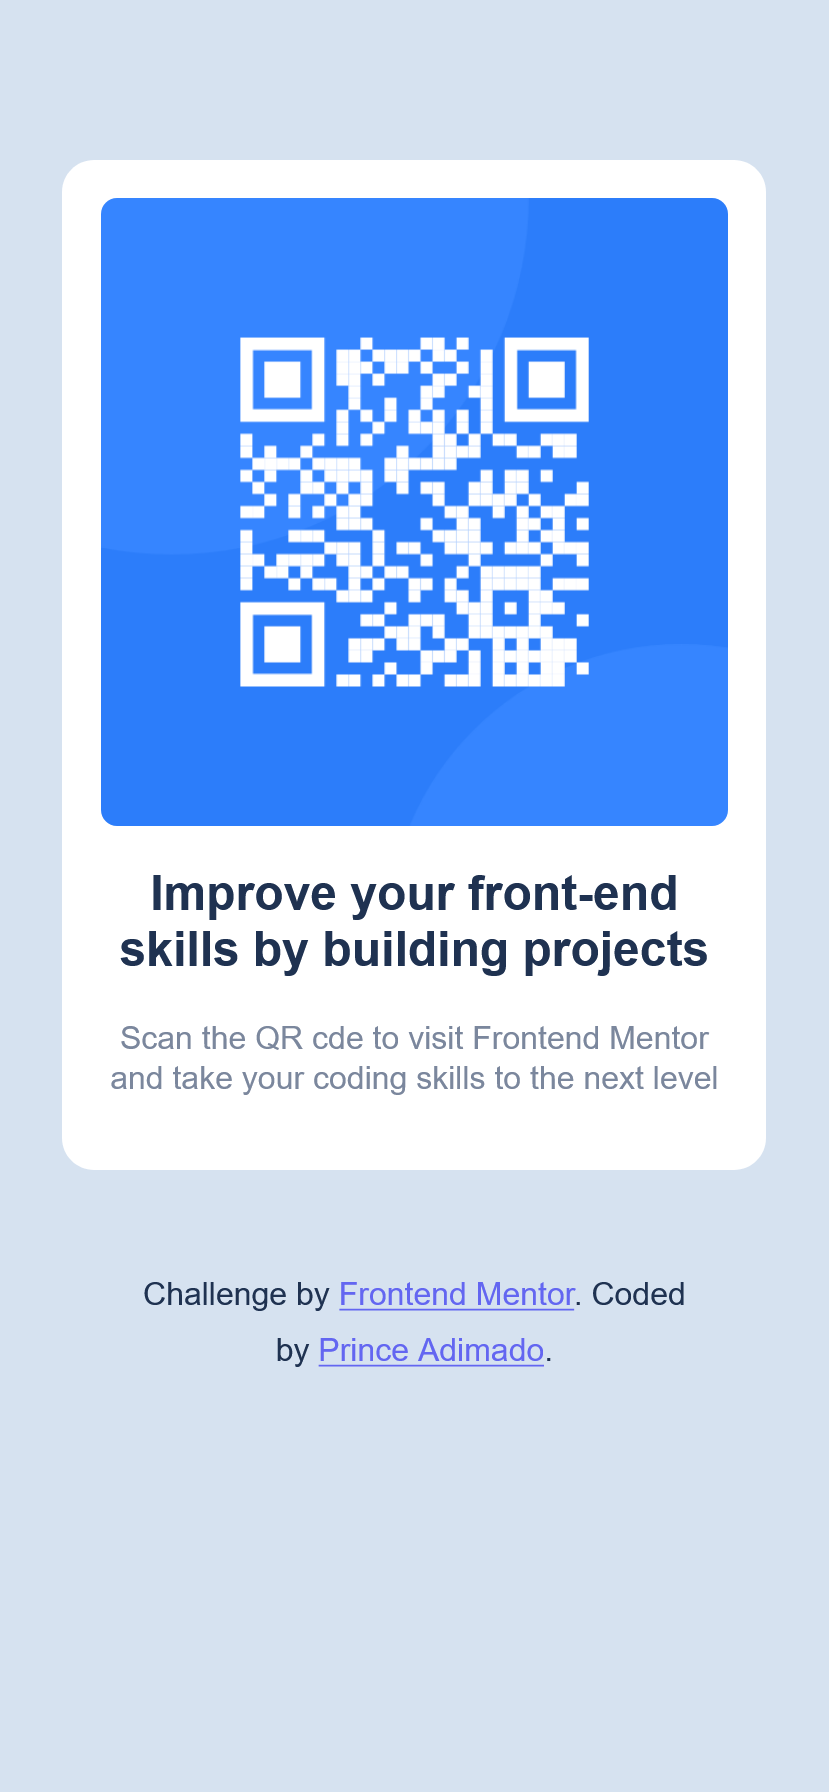 Improve your front-end
skills by building projects
Scan the QR cde to visit Frontend Mentor
and take your coding skills to the next level
Challenge by Frontend Mentor. Coded
by Prince Adimado.